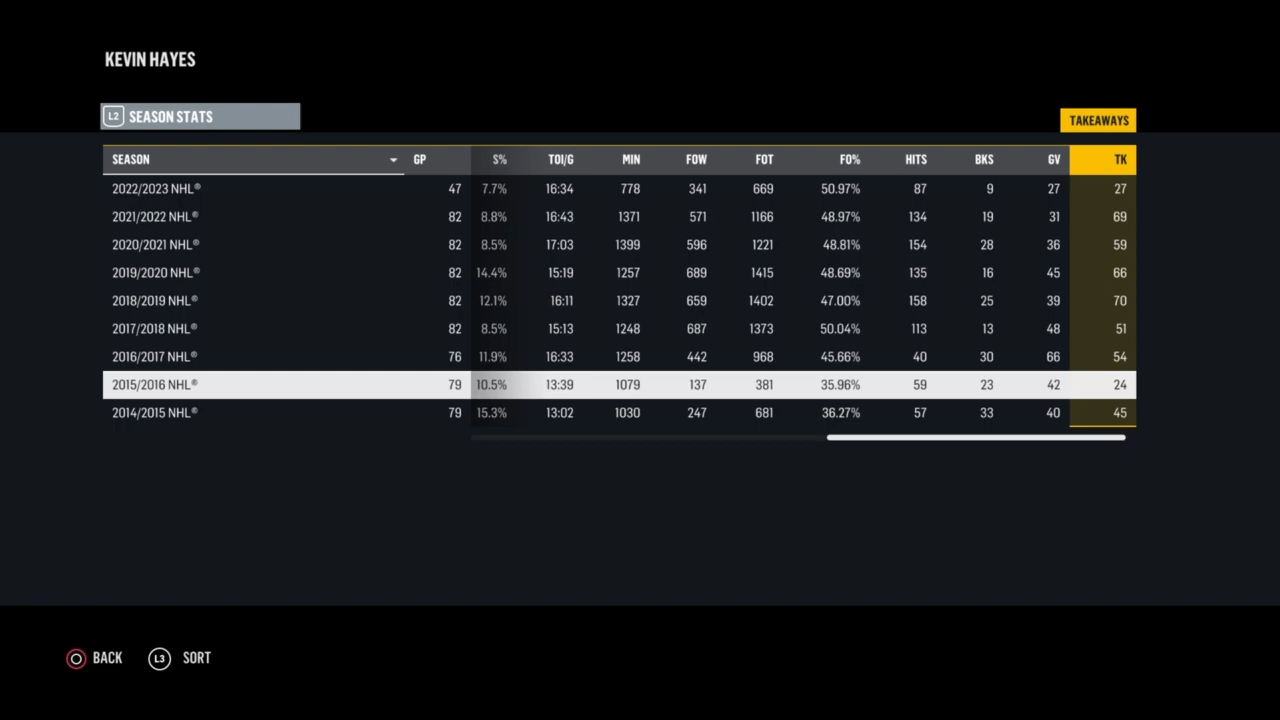 KEVIN HAYES
L2 SEASON STATS
TAKEAWAYS
SEASON GP S% TOI/G MIN FOW FOT FO% HITS BKS GV TK
2022/2023 NHL® 47 7.7% 16:34 778 341 669 50.97% 87 9 27 27
2021/2022 NHL® 82 8.8% 16:43 1371 571 1166 48.97% 134 19 31 69
2020/2021 NHL® 82 8.5% 17:03 1399 596 1221 48.81% 154 28 36 59
2019/2020 NHL® 82 14.4% 15:19 1257 689 1415 48.69% 135 16 45 66
2018/2019 NHL® 82 12.1% 16:11 1327 659 1402 47.00% 158 25 39 70
2017/2018 NHL® 82 8.5% 15:13 1248 687 1373 50.04% 113 13 48 51
2016/2017 NHL® 76 11.9% 16:33 1258 442 968 45.66% 40 30 66 54
2015/2016 NHL® 79 10.5% 13:39 1079 137 381 35.96% 59 23 42 24
2014/2015 NHL® 79 15.3% 13:02 1030 247 681 36.27% 57 33 40 45
BACK L3 SORT